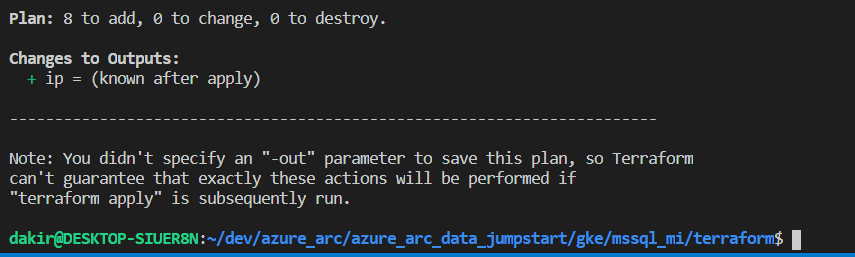 Plan: 8 to add, 0 to change, 0 to destroy.
Changes to Outputs:
+ ip = (known after apply)
------------------------------------------------------------------------
Note: You didn't specify an "-out" parameter to save this plan, so Terraform
can't guarantee that exactly these actions will be performed if
"terraform apply" is subsequently run.
dakir@DESKTOP-SIUER8N:~/dev/azure_arc/azure_arc_data_jumpstart/gke/mssql_mi/terraform$